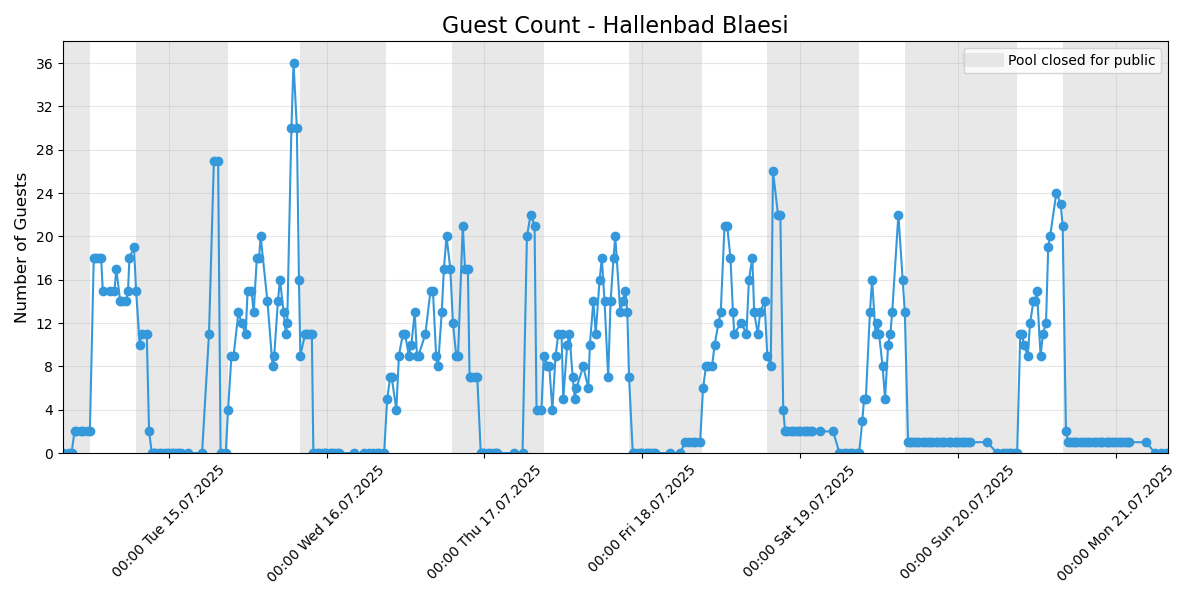 Guest Count - Hallenbad Blaesi
Pool closed for public
Number of Guests
36
32
28
24
20
16
12
8
4
0
00:00 Tue 15.07.2025
00:00 Wed 16.07.2025
00:00 Thu 17.07.2025
00:00 Fri 18.07.2025
00:00 Sat 19.07.2025
00:00 Sun 20.07.2025
00:00 Mon 21.07.2025